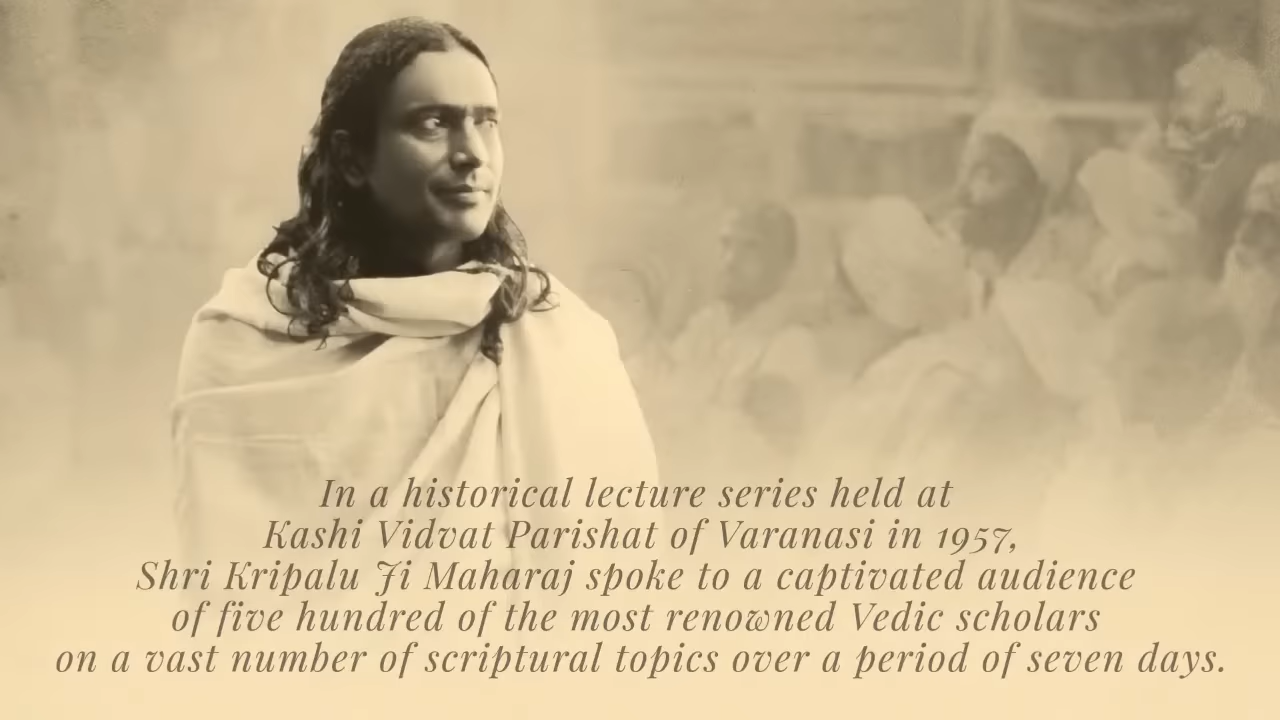 In a historical lecture series held at
Kashi Vidvat Parishat of Varanasi in 1957,
Shri Kripalu Ji Maharaj spoke to a captivated audience
of five hundred of the most renowned Vedic scholars
on a vast number of scriptural topics over a period of seven days.